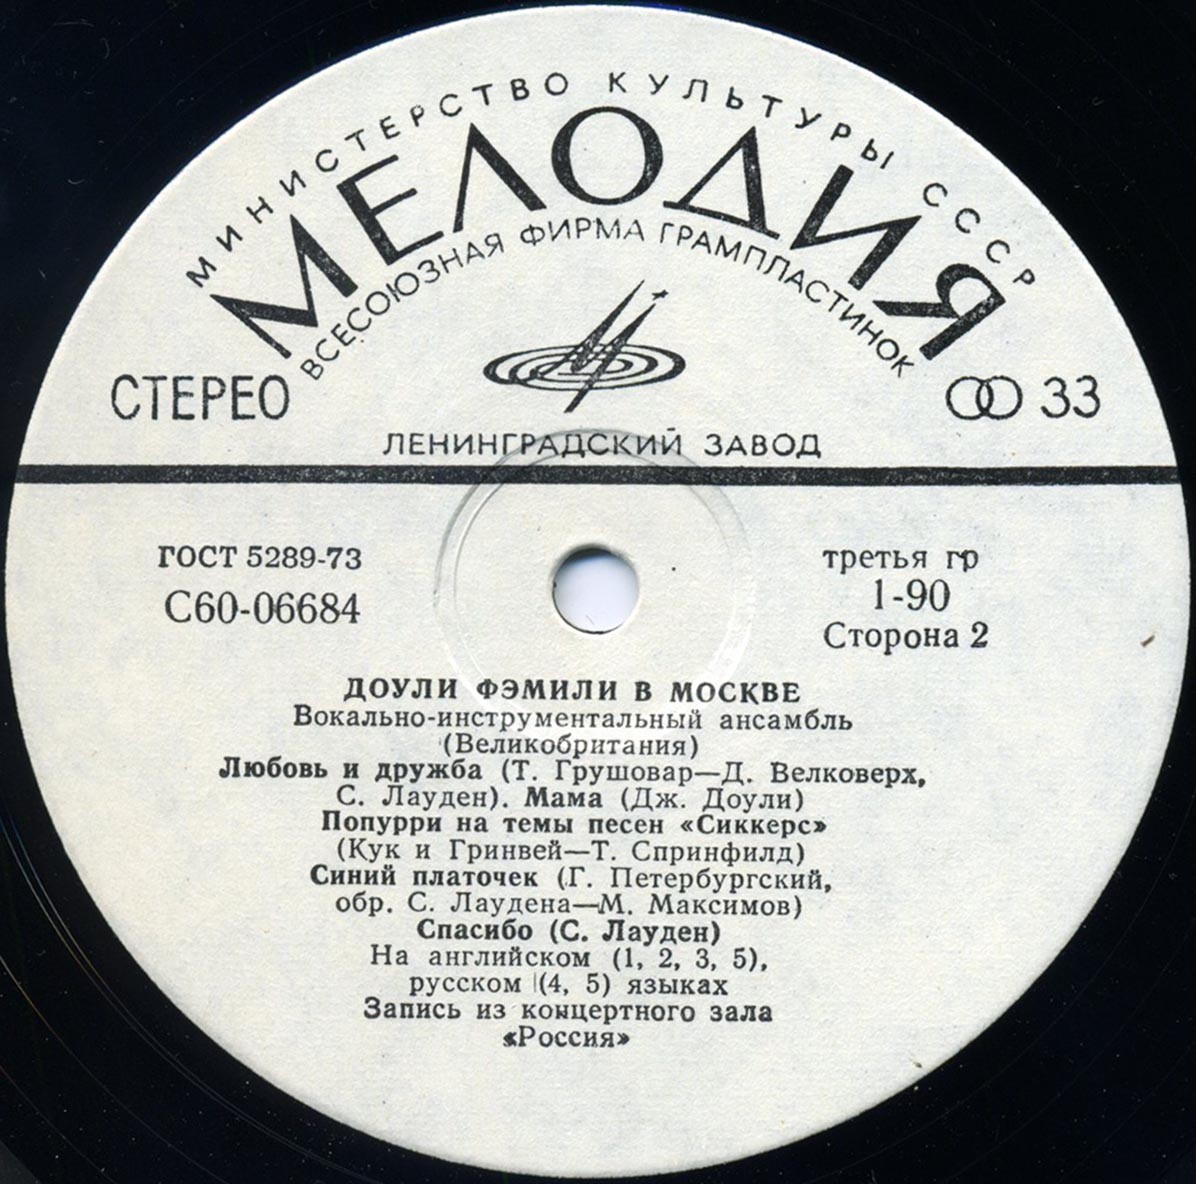 МИНИСТЕРСТВО КУЛЬТУРЫ СССР
МЕЛОДИЯ
ВСЕСОЮЗНАЯ ФИРМА ГРАМПЛАСТИНОК
СТЕРЕО
33
ЛЕНИНГРАДСКИЙ ЗАВОД
ГОСТ 5289-73
С60-06684
третья гр
1-90
Сторона 2
ДОУЛИ ФЭМИЛИ В МОСКВЕ
Вокально-инструментальный ансамбль
(Великобритания)
Любовь и дружба (Т. Грушовар—Д. Велковерх,
С. Лауден). Мама (Дж. Доули)
Попурри на темы песен «Сиккерс»
(Кук и Гринвей—Т. Спринфилд)
Синий платочек (Г. Петербургский,
обр. С. Лаудена—М. Максимов)
Спасибо (С. Лауден)
На английском (1, 2, 3, 5),
русском (4, 5) языках
Запись из концертного зала
«Россия»